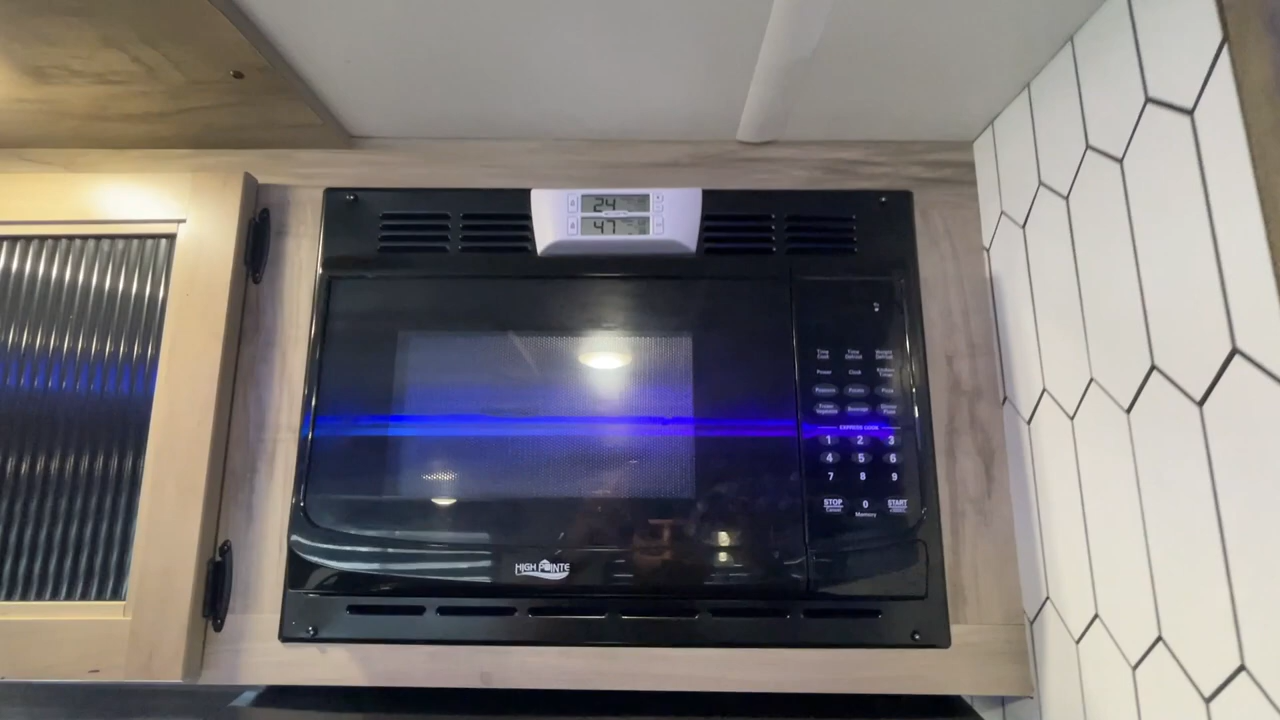 24
47
Time Cook
Time Defrost
Weight Defrost
Power
Clock
Kitchen Timer
Popcorn
Potato
Pizza
Frozen Vegetable
Beverage
Dinner Plate
EXPRESS COOK
1 2 3
4 5 6
7 8 9
STOP 0 START
Cancel Memory
HIGH POINTE